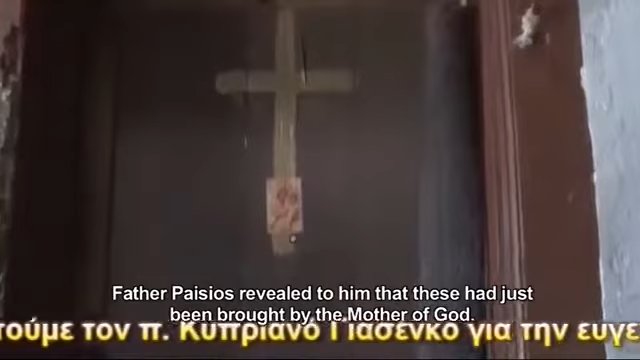 Father Paisios revealed to him that these had just
been brought by the Mother of God.
τούμε τον π. Κυπριανό Γιασενκο για την ευγε